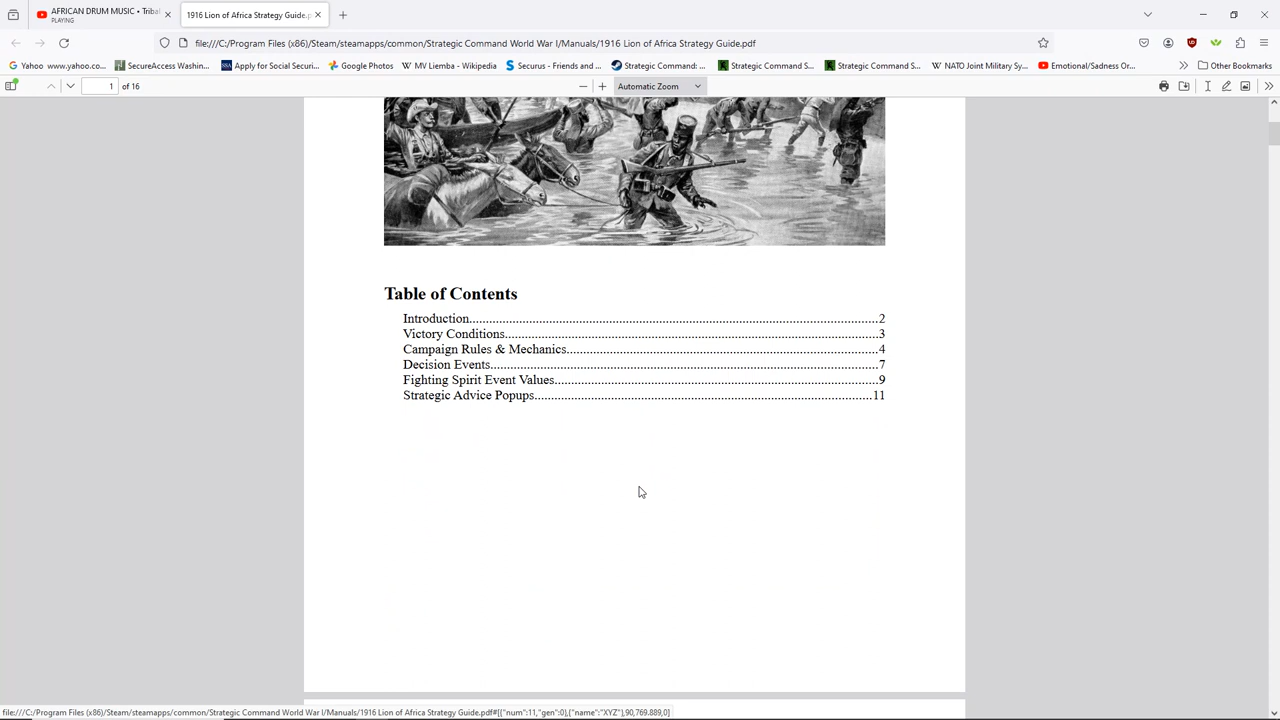 AFRICAN DRUM MUSIC • Tribal
PLAYING
1916 Lion of Africa Strategy Guide.p
file:///C:/Program Files (x86)/Steam/steamapps/common/Strategic Command World War I/Manuals/1916 Lion of Africa Strategy Guide.pdf
Yahoo www.yahoo.co...
SecureAccess Washin...
Apply for Social Securi...
Google Photos
MV Liemba - Wikipedia
Securus - Friends and ...
Strategic Command: ...
Strategic Command S...
Strategic Command S...
NATO Joint Military Sy...
Emotional/Sadness Or...
Other Bookmarks
1 of 16
Automatic Zoom
Table of Contents
Introduction...2
Victory Conditions...3
Campaign Rules & Mechanics...4
Decision Events...7
Fighting Spirit Event Values...9
Strategic Advice Popups...11
file:///C:/Program Files (x86)/Steam/steamapps/common/Strategic Command World War I/Manuals/1916 Lion of Africa Strategy Guide.pdf#[{"num":11,"gen":0},{"name":"XYZ"},90,769.889,0]